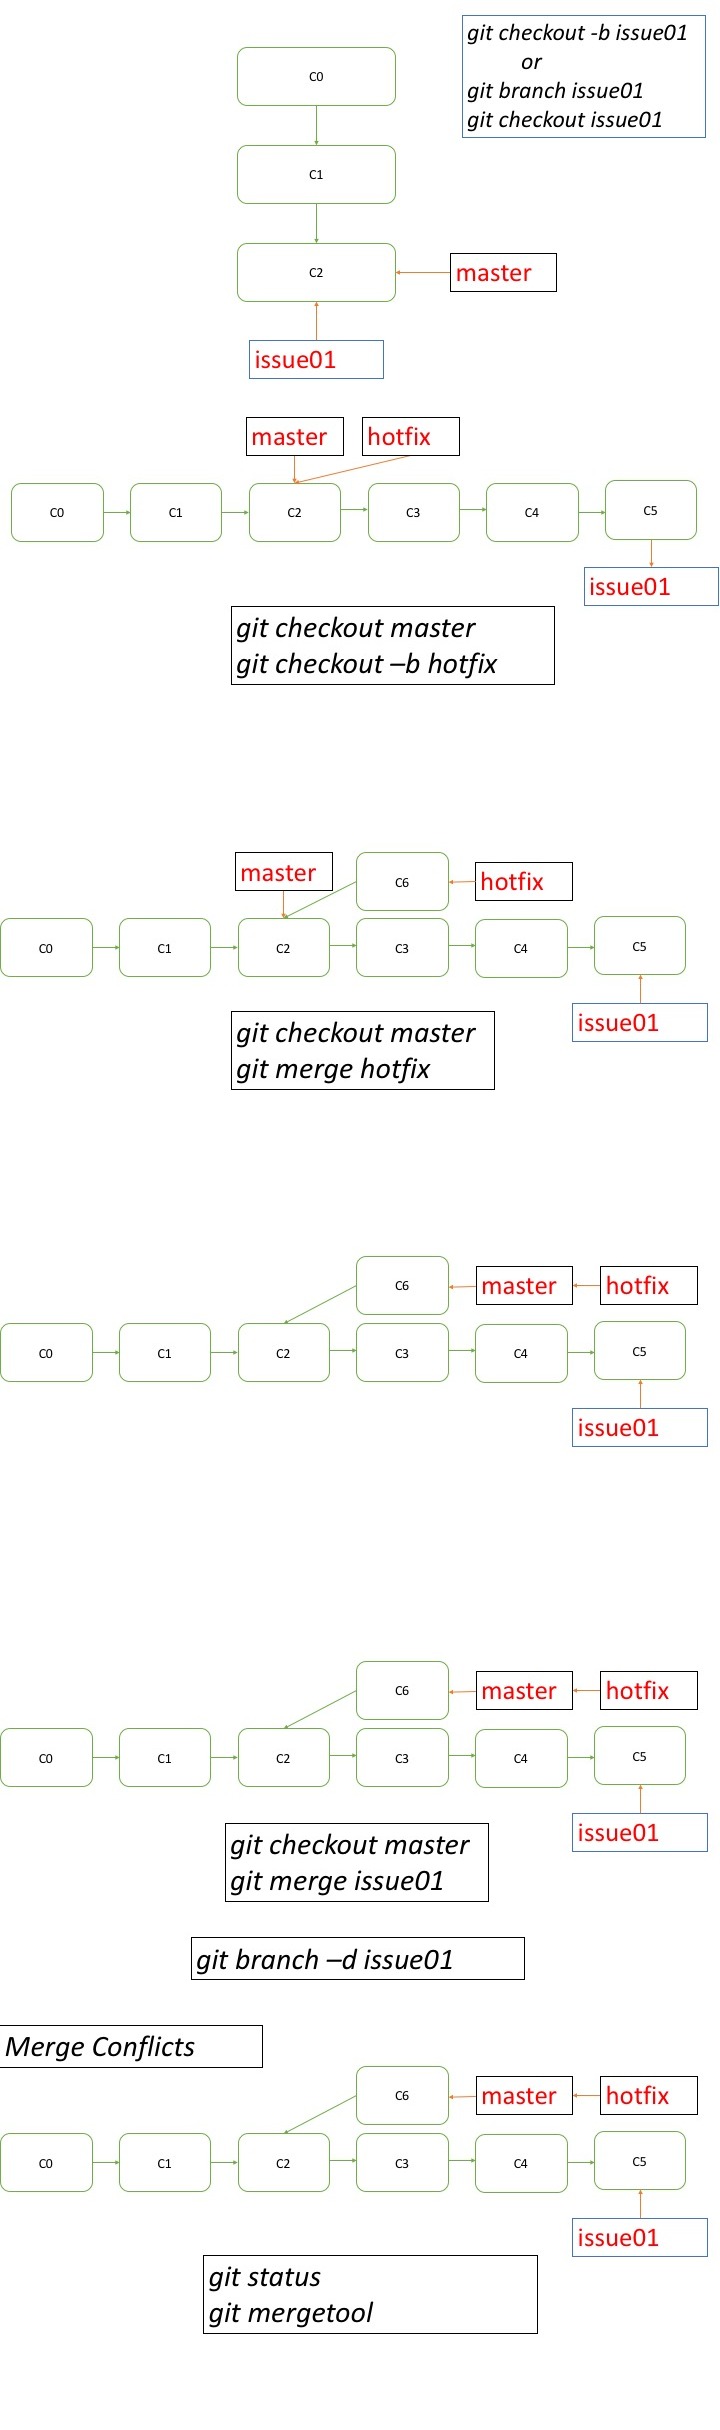 git checkout -b issue01
or
git branch issue01
git checkout issue01
C0
C1
C2
master
issue01
master hotfix
C0 C1 C2 C3 C4 C5
issue01
git checkout master
git checkout –b hotfix
master C6 hotfix
C0 C1 C2 C3 C4 C5
issue01
git checkout master
git merge hotfix
C6 master hotfix
C0 C1 C2 C3 C4 C5
issue01
C6 master hotfix
C0 C1 C2 C3 C4 C5
issue01
git checkout master
git merge issue01
git branch –d issue01
Merge Conflicts
C6 master hotfix
C0 C1 C2 C3 C4 C5
issue01
git status
git mergetool